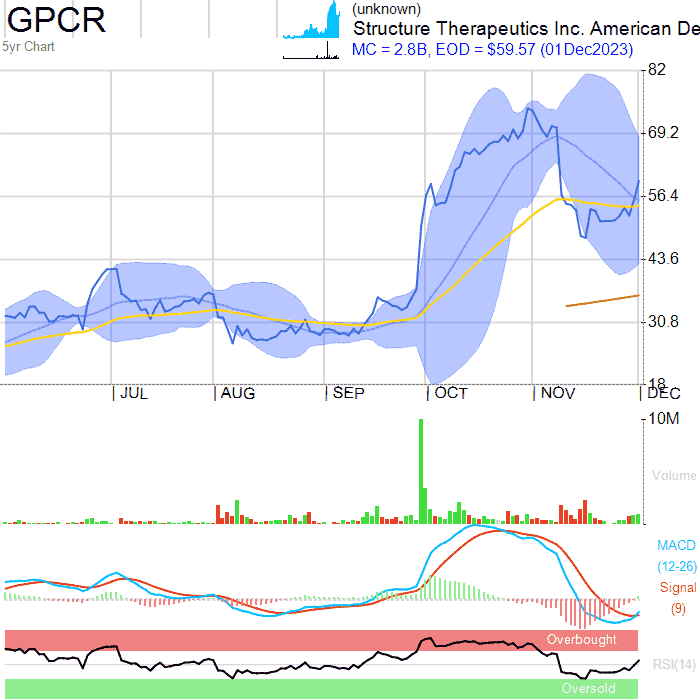 GPCR
5yr Chart
(unknown)
Structure Therapeutics Inc. American De
MC = 2.8B, EOD = $59.57 (01Dec2023)
82
69.2
56.4
43.6
30.8
18
JUL AUG SEP OCT NOV DEC
10M
Volume
MACD
(12-26)
Signal
(9)
Overbought
RSI(14)
Oversold